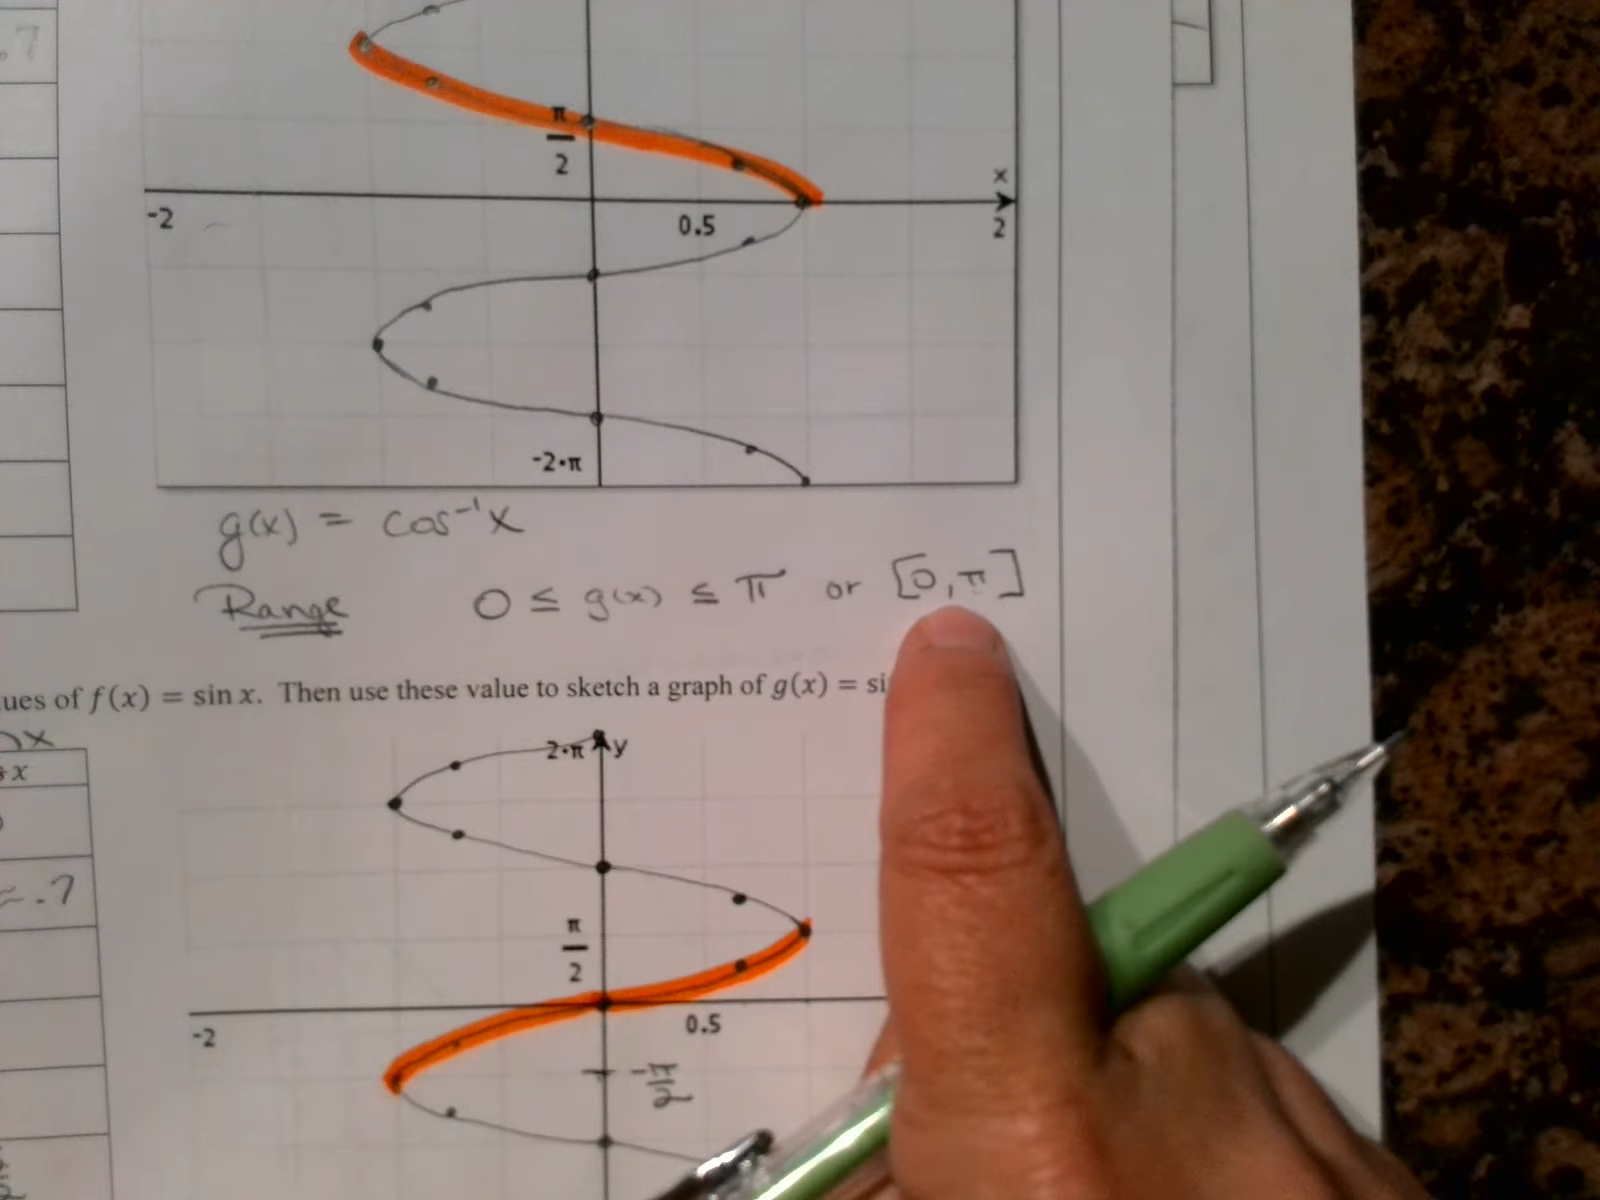 .7
π
2
x
-2
0.5
2
-2·π
g(x) = cos⁻¹x
Range 0 ≤ g(x) ≤ π or [0, π]
ues of f(x) = sin x. Then use these value to sketch a graph of g(x) = si
x
x
2·π y
≈ .7
π
2
-2
0.5
-π/2